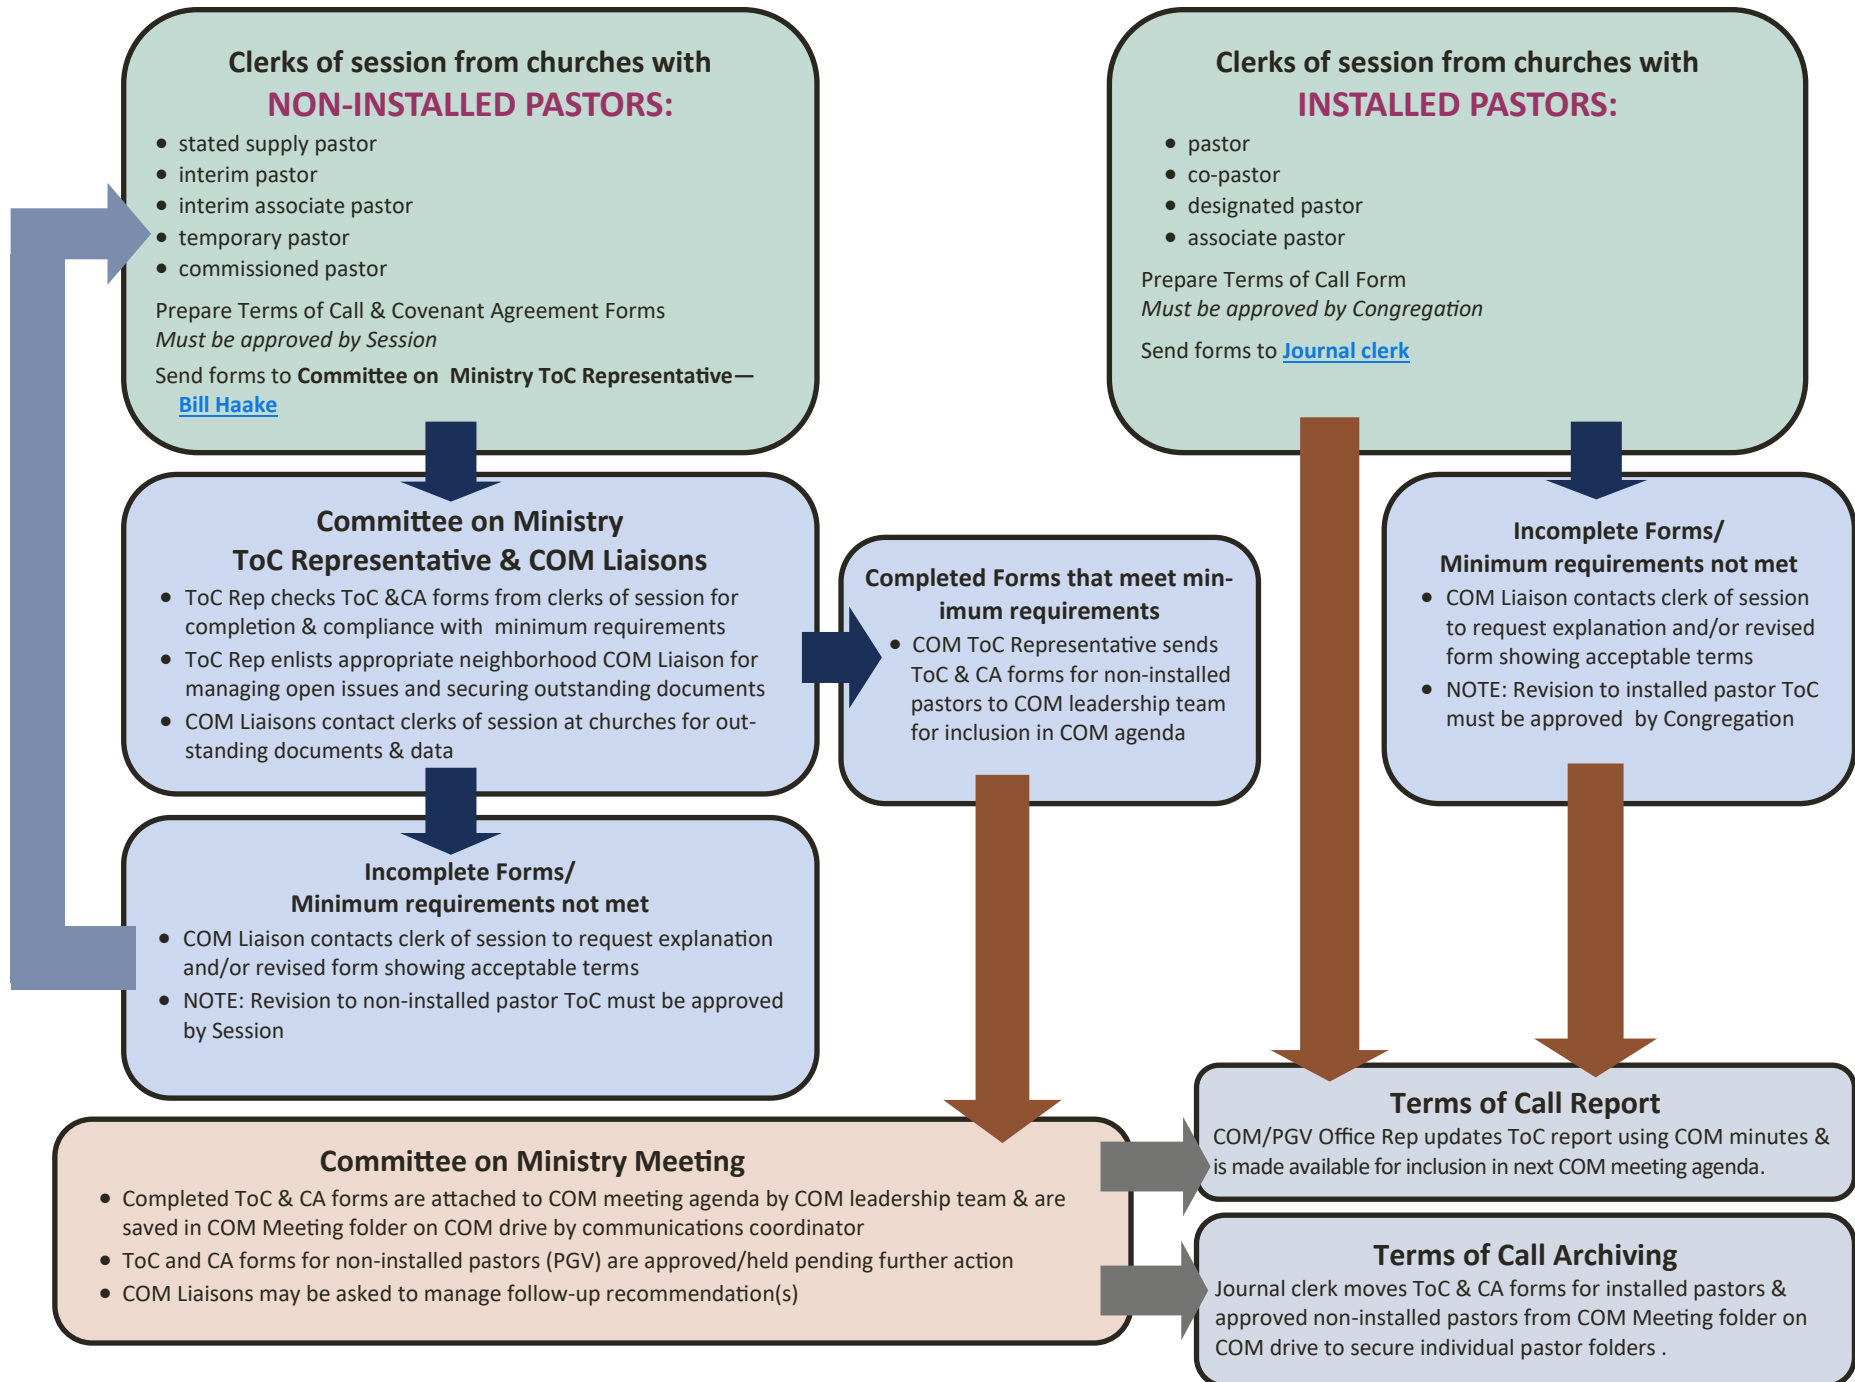 Clerks of session from churches with
NON-INSTALLED PASTORS:
• stated supply pastor
• interim pastor
• interim associate pastor
• temporary pastor
• commissioned pastor
Prepare Terms of Call & Covenant Agreement Forms
Must be approved by Session
Send forms to Committee on  Ministry ToC Representative—
Bill Haake
Clerks of session from churches with
INSTALLED PASTORS:
• pastor
• co-pastor
• designated pastor
• associate pastor
Prepare Terms of Call Form
Must be approved by Congregation
Send forms to Journal clerk
Committee on Ministry
ToC Representative & COM Liaisons
• ToC Rep checks ToC &CA forms from clerks of session for
completion & compliance with  minimum requirements
• ToC Rep enlists appropriate neighborhood COM Liaison for
managing open issues and securing outstanding documents
• COM Liaisons contact clerks of session at churches for out-
standing documents & data
Completed Forms that meet min-
imum requirements
• COM ToC Representative sends
ToC & CA forms for non-installed
pastors to COM leadership team
for inclusion in COM agenda
Incomplete Forms/
Minimum requirements not met
• COM Liaison contacts clerk of session
to request explanation and/or revised
form showing acceptable terms
• NOTE: Revision to installed pastor ToC
must be approved  by Congregation
Incomplete Forms/
Minimum requirements not met
• COM Liaison contacts clerk of session to request explanation
and/or revised form showing acceptable terms
• NOTE: Revision to non-installed pastor ToC must be approved
by Session
Committee on Ministry Meeting
• Completed ToC & CA forms are attached to COM meeting agenda by COM leadership team & are
saved in COM Meeting folder on COM drive by communications coordinator
• ToC and CA forms for non-installed pastors (PGV) are approved/held pending further action
• COM Liaisons may be asked to manage follow-up recommendation(s)
Terms of Call Report
COM/PGV Office Rep updates ToC report using COM minutes &
is made available for inclusion in next COM meeting agenda.
Terms of Call Archiving
Journal clerk moves ToC & CA forms for installed pastors &
approved non-installed pastors from COM Meeting folder on
COM drive to secure individual pastor folders .